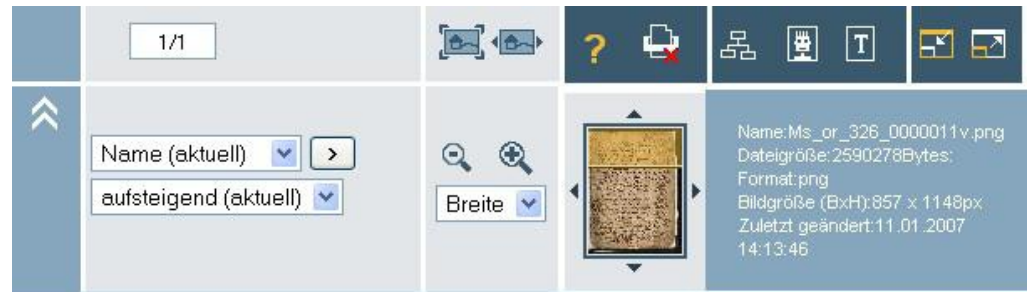 1/1
?
T
Name (aktuell)
>
aufsteigend (aktuell)
Breite
Name:Ms_or_326_0000011v.png
Dateigröße:2590278Bytes:
Format:png
Bildgröße (BxH):857 x 1148px
Zuletzt geändert:11.01.2007
14:13:46